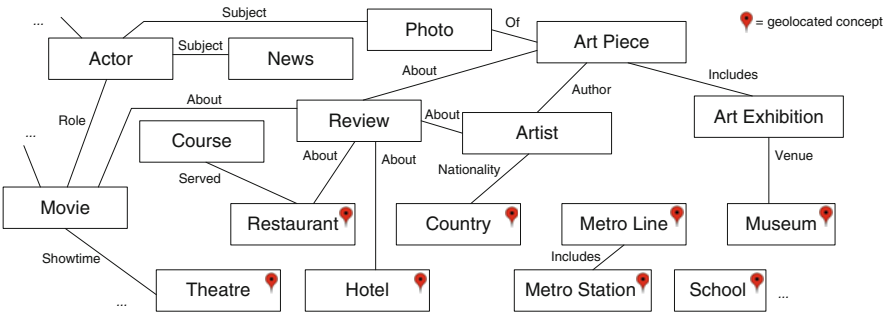 ...
Subject
Photo
Of
Art Piece
= geolocated concept
Actor
Subject
News
About
Includes
Author
Art Exhibition
Role
About
Review
About
Artist
...
Course
About
About
Venue
Served
Nationality
Movie
Restaurant
Country
Metro Line
Museum
Showtime
Includes
Theatre
Hotel
Metro Station
School
...
...